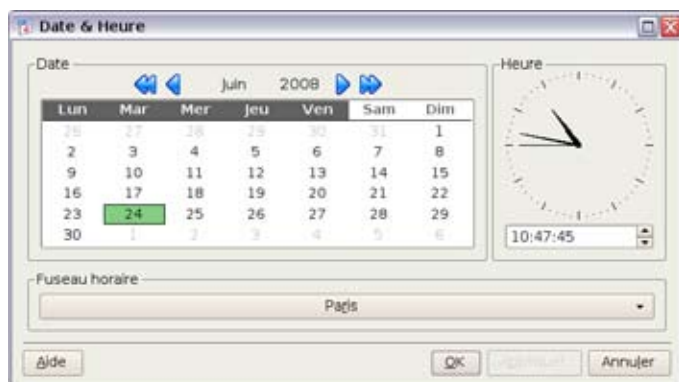 Date & Heure
Date
Heure
Juin 2008
Lun Mar Mer Jeu Ven Sam Dim
26 27 28 29 30 31 1
2 3 4 5 6 7 8
9 10 11 12 13 14 15
16 17 18 19 20 21 22
23 24 25 26 27 28 29
30 1 2 3 4 5 6
10:47:45
Fuseau horaire
Paris
Aide
OK
Annuler